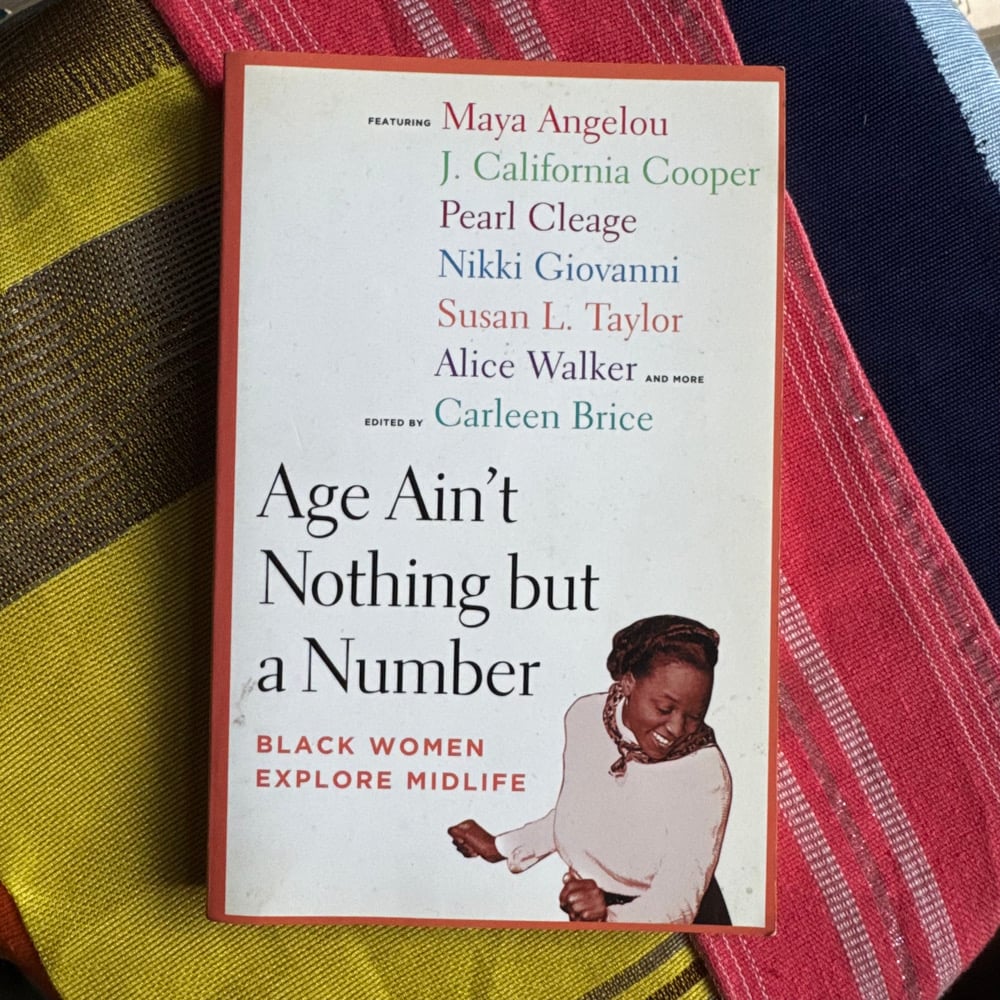 FEATURING Maya Angelou
J. California Cooper
Pearl Cleage
Nikki Giovanni
Susan L. Taylor
Alice Walker AND MORE
EDITED BY Carleen Brice
Age Ain't
Nothing but
a Number
BLACK WOMEN
EXPLORE MIDLIFE